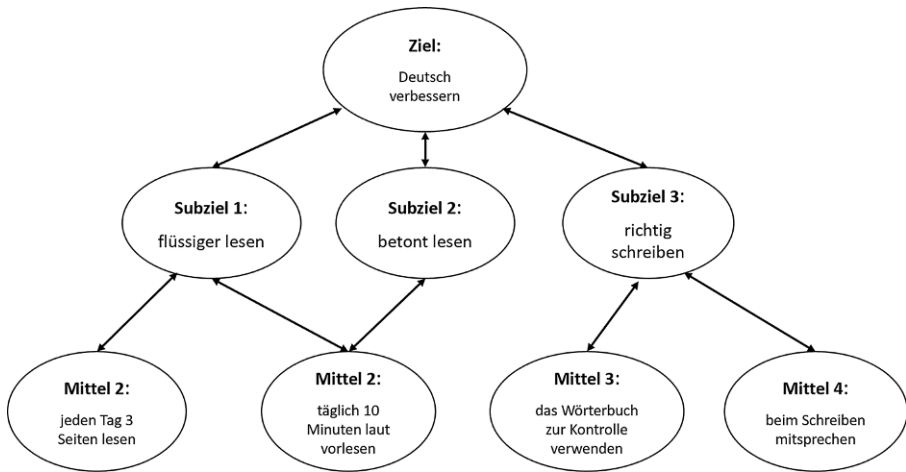 Ziel:
Deutsch
verbessern
Subziel 1:
flüssiger lesen
Subziel 2:
betont lesen
Subziel 3:
richtig
schreiben
Mittel 2:
jeden Tag 3
Seiten lesen
Mittel 2:
täglich 10
Minuten laut
vorlesen
Mittel 3:
das Wörterbuch
zur Kontrolle
verwenden
Mittel 4:
beim Schreiben
mitsprechen